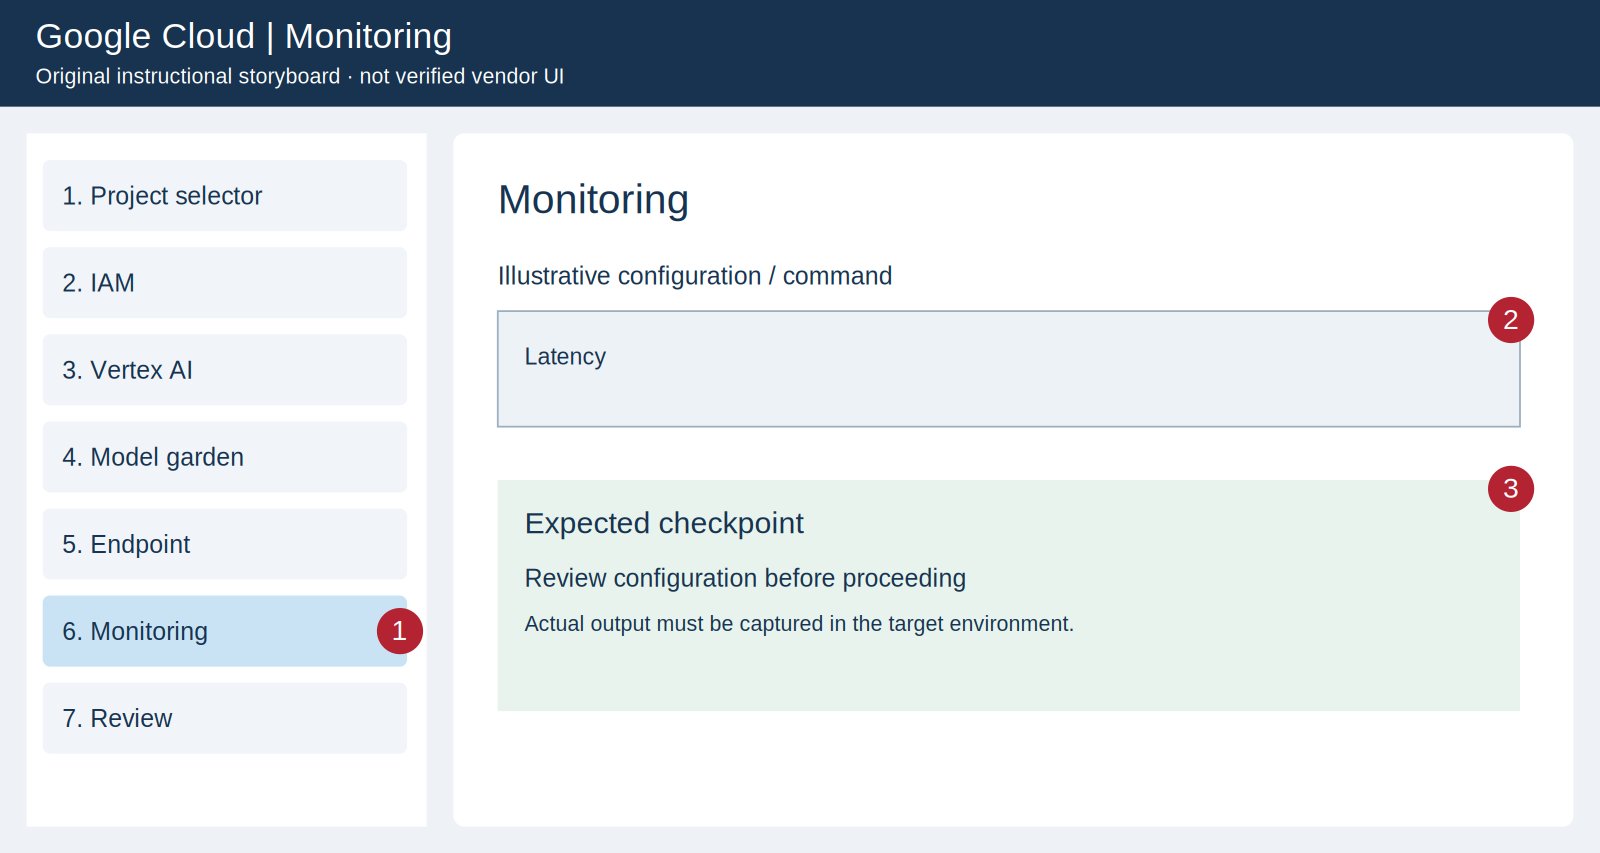 Google Cloud | Monitoring
Original instructional storyboard · not verified vendor UI
1. Project selector
2. IAM
3. Vertex AI
4. Model garden
5. Endpoint
6. Monitoring
1
7. Review
Monitoring
Illustrative configuration / command
2
Latency
3
Expected checkpoint
Review configuration before proceeding
Actual output must be captured in the target environment.